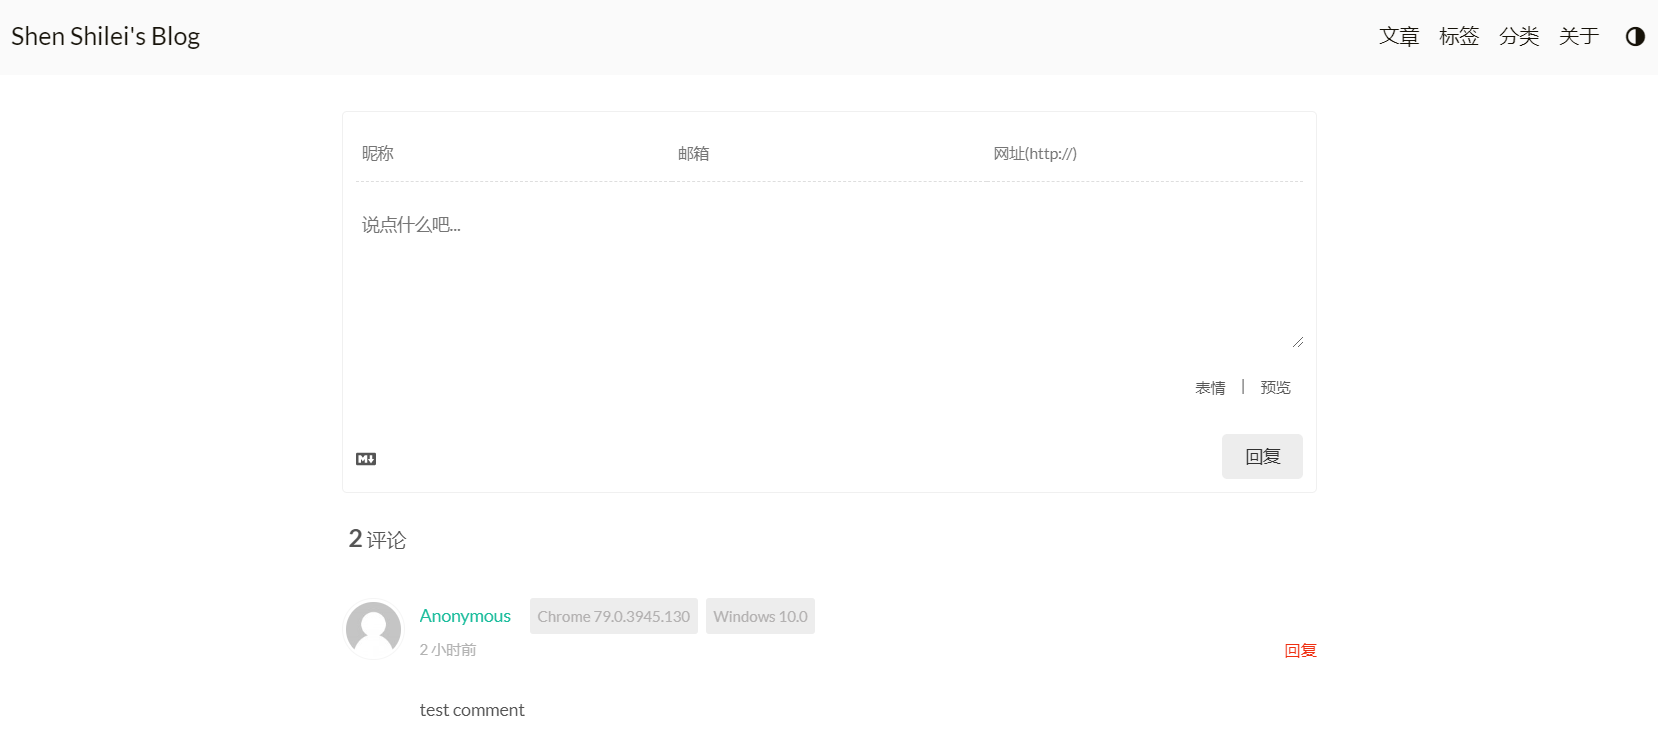 Shen Shilei's Blog 文章 标签 分类 关于
昵称 邮箱 网址(http://)
说点什么吧...
表情 | 预览
M↓ 回复
2 评论
Anonymous Chrome 79.0.3945.130 Windows 10.0
2 小时前 回复
test comment